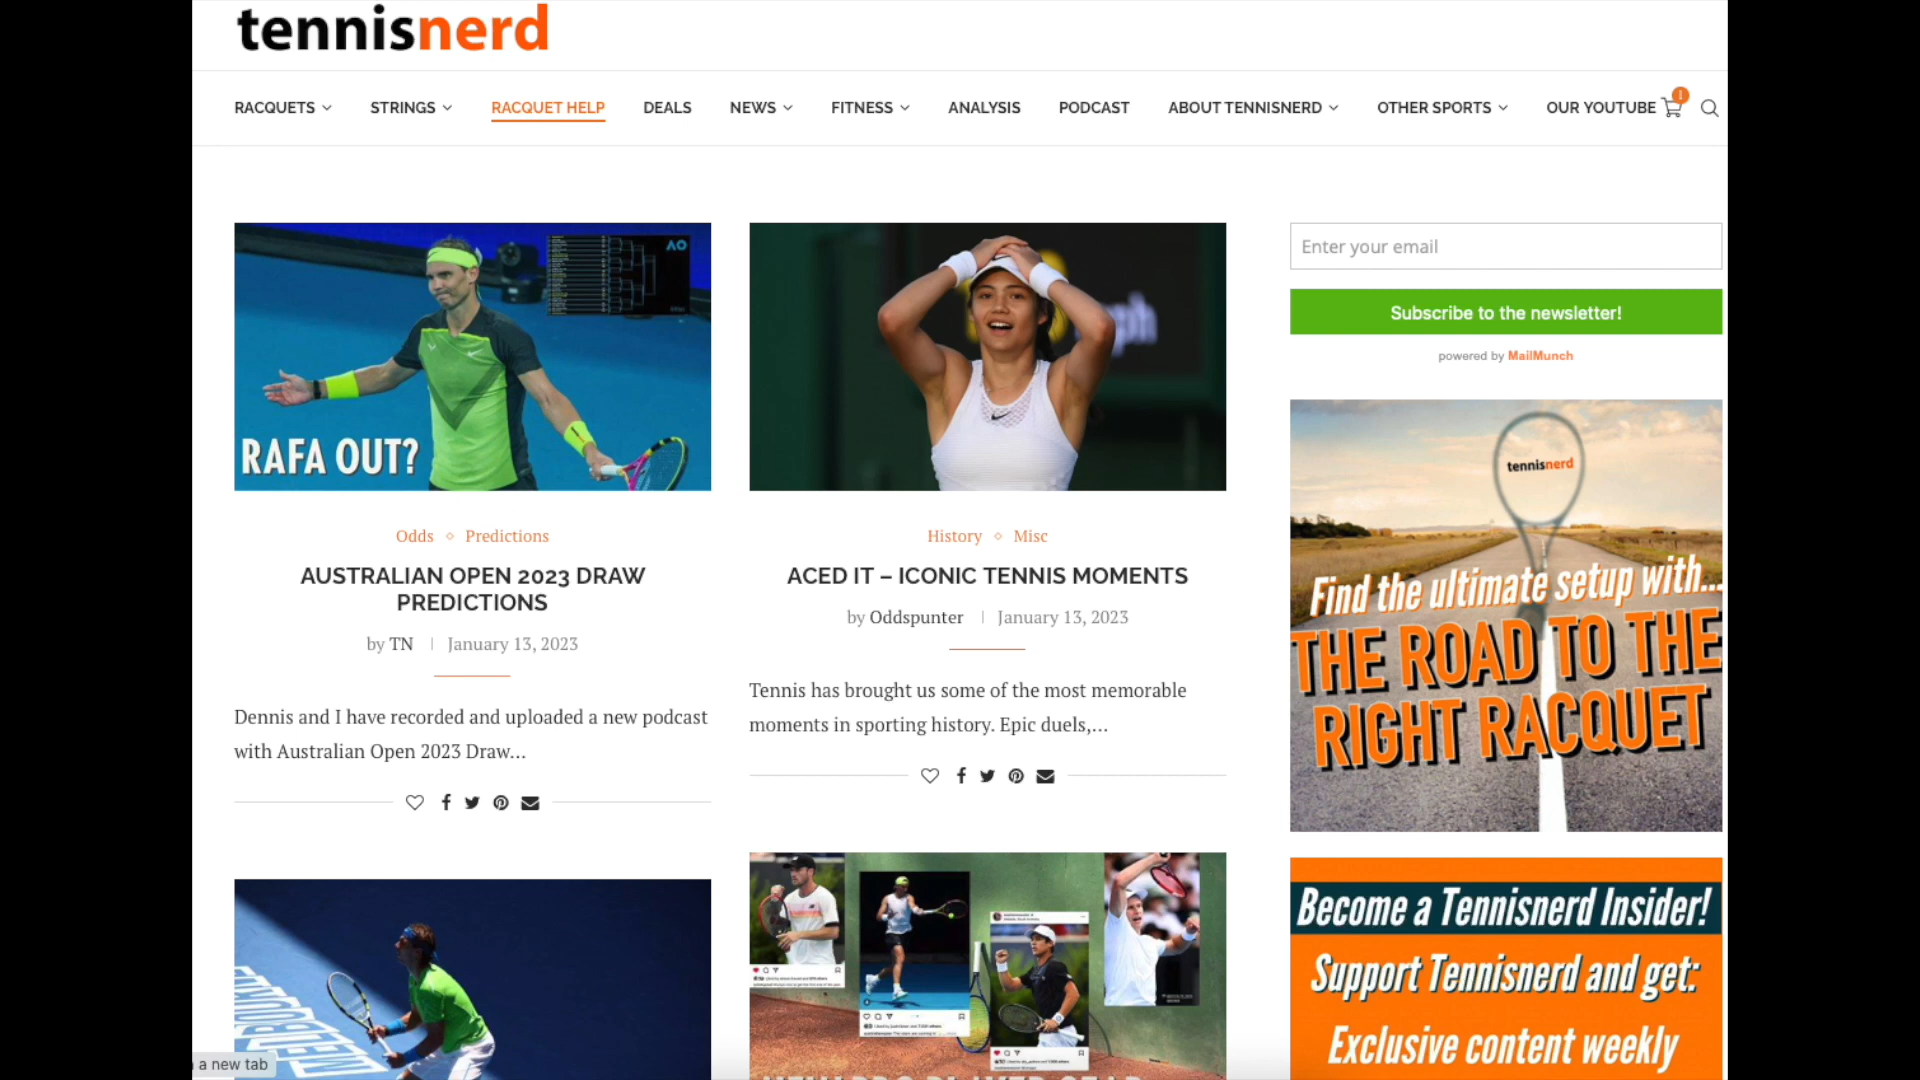 tennisnerd
RACQUETS STRINGS RACQUET HELP DEALS NEWS FITNESS ANALYSIS PODCAST ABOUT TENNISNERD OTHER SPORTS OUR YOUTUBE 1
AO
RAFA OUT?
Odds Predictions
AUSTRALIAN OPEN 2023 DRAW
PREDICTIONS
by TN January 13, 2023
Dennis and I have recorded and uploaded a new podcast
with Australian Open 2023 Draw...
History Misc
ACED IT – ICONIC TENNIS MOMENTS
by Oddspunter January 13, 2023
Tennis has brought us some of the most memorable
moments in sporting history. Epic duels,...
Enter your email
Subscribe to the newsletter!
powered by MailMunch
tennisnerd
Find the ultimate setup with...
THE ROAD TO THE
RIGHT RACQUET
Become a Tennisnerd Insider!
Support Tennisnerd and get:
Exclusive content weekly
a new tab